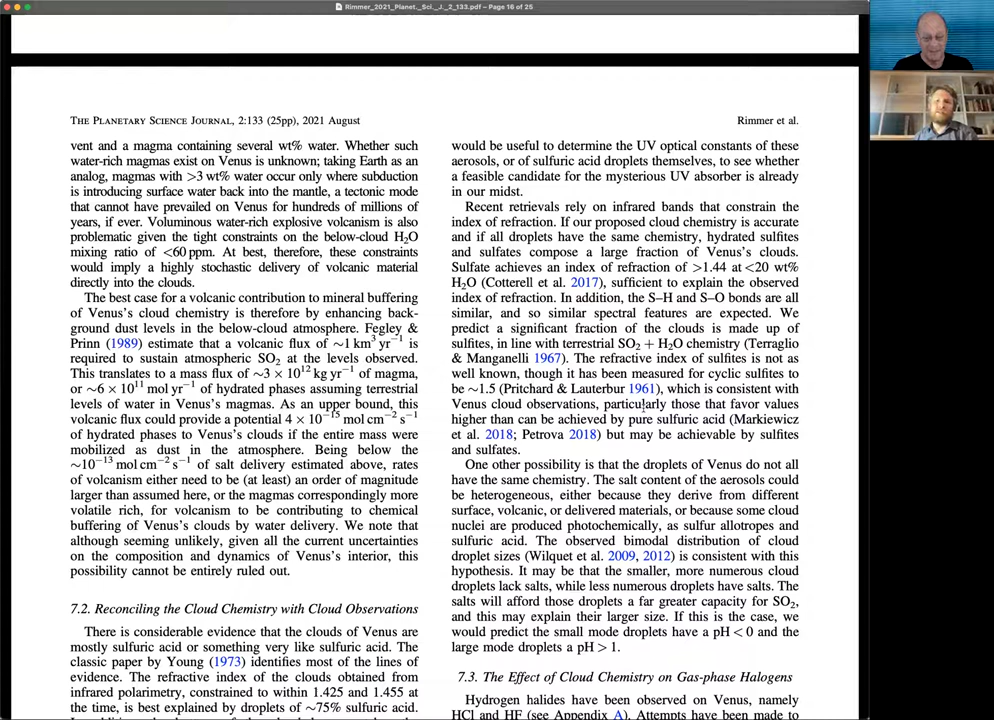 Rimmer_2021_Planet._Sci._J._2_133.pdf – Page 16 of 25
THE PLANETARY SCIENCE JOURNAL, 2:133 (25pp), 2021 August
Rimmer et al.
vent and a magma containing several wt% water. Whether such
water-rich magmas exist on Venus is unknown; taking Earth as an
analog, magmas with >3 wt% water occur only where subduction
is introducing surface water back into the mantle, a tectonic mode
that cannot have prevailed on Venus for hundreds of millions of
years, if ever. Voluminous water-rich explosive volcanism is also
problematic given the tight constraints on the below-cloud H₂O
mixing ratio of <60 ppm. At best, therefore, these constraints
would imply a highly stochastic delivery of volcanic material
directly into the clouds.
The best case for a volcanic contribution to mineral buffering
of Venus's cloud chemistry is therefore by enhancing back-
ground dust levels in the below-cloud atmosphere. Fegley &
Prinn (1989) estimate that a volcanic flux of ~1 km³ yr⁻¹ is
required to sustain atmospheric SO₂ at the levels observed.
This translates to a mass flux of ~3 × 10¹² kg yr⁻¹ of magma,
or ~6 × 10¹¹ mol yr⁻¹ of hydrated phases assuming terrestrial
levels of water in Venus's magmas. As an upper bound, this
volcanic flux could provide a potential 4 × 10⁻¹⁵ mol cm⁻² s⁻¹
of hydrated phases to Venus's clouds if the entire mass were
mobilized as dust in the atmosphere. Being below the
~10⁻¹³ mol cm⁻² s⁻¹ of salt delivery estimated above, rates
of volcanism either need to be (at least) an order of magnitude
larger than assumed here, or the magmas correspondingly more
volatile rich, for volcanism to be contributing to chemical
buffering of Venus's clouds by water delivery. We note that
although seeming unlikely, given all the current uncertainties
on the composition and dynamics of Venus's interior, this
possibility cannot be entirely ruled out.
7.2. Reconciling the Cloud Chemistry with Cloud Observations
There is considerable evidence that the clouds of Venus are
mostly sulfuric acid or something very like sulfuric acid. The
classic paper by Young (1973) identifies most of the lines of
evidence. The refractive index of the clouds obtained from
infrared polarimetry, constrained to within 1.425 and 1.455 at
the time, is best explained by droplets of ~75% sulfuric acid.
would be useful to determine the UV optical constants of these
aerosols, or of sulfuric acid droplets themselves, to see whether
a feasible candidate for the mysterious UV absorber is already
in our midst.
Recent retrievals rely on infrared bands that constrain the
index of refraction. If our proposed cloud chemistry is accurate
and if all droplets have the same chemistry, hydrated sulfites
and sulfates compose a large fraction of Venus's clouds.
Sulfate achieves an index of refraction of >1.44 at <20 wt%
H₂O (Cotterell et al. 2017), sufficient to explain the observed
index of refraction. In addition, the S–H and S–O bonds are all
similar, and so similar spectral features are expected. We
predict a significant fraction of the clouds is made up of
sulfites, in line with terrestrial SO₂ + H₂O chemistry (Terraglio
& Manganelli 1967). The refractive index of sulfites is not as
well known, though it has been measured for cyclic sulfites to
be ~1.5 (Pritchard & Lauterbur 1961), which is consistent with
Venus cloud observations, particularly those that favor values
higher than can be achieved by pure sulfuric acid (Markiewicz
et al. 2018; Petrova 2018) but may be achievable by sulfites
and sulfates.
One other possibility is that the droplets of Venus do not all
have the same chemistry. The salt content of the aerosols could
be heterogeneous, either because they derive from different
surface, volcanic, or delivered materials, or because some cloud
nuclei are produced photochemically, as sulfur allotropes and
sulfuric acid. The observed bimodal distribution of cloud
droplet sizes (Wilquet et al. 2009, 2012) is consistent with this
hypothesis. It may be that the smaller, more numerous cloud
droplets lack salts, while less numerous droplets have salts. The
salts will afford those droplets a far greater capacity for SO₂,
and this may explain their larger size. If this is the case, we
would predict the small mode droplets have a pH < 0 and the
large mode droplets a pH > 1.
7.3. The Effect of Cloud Chemistry on Gas-phase Halogens
Hydrogen halides have been observed on Venus, namely
HCl and HF (see Appendix A). Attempts have been made to